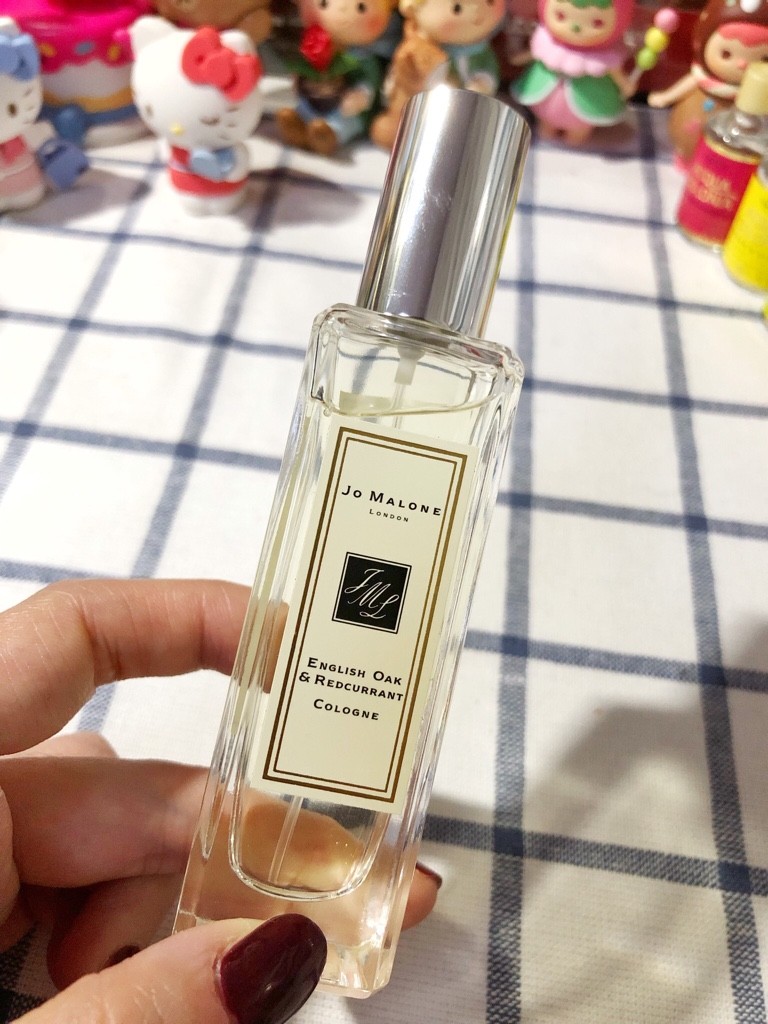 Jo Malone
London
JML
English Oak
& Redcurrant
Cologne